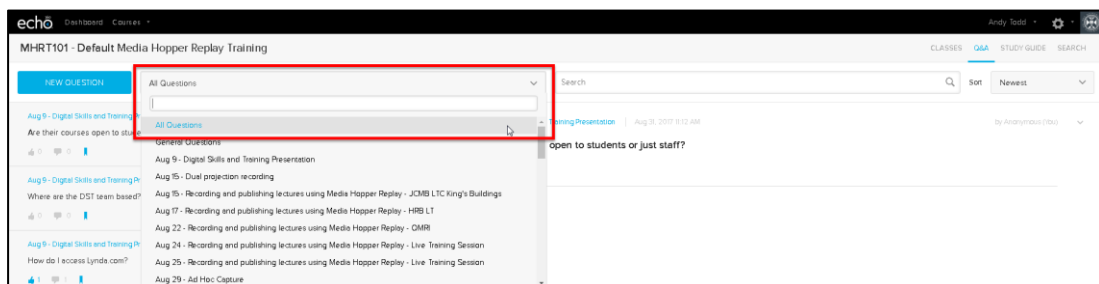 echo Dashboard Courses Andy Todd
MHRT101 - Default Media Hopper Replay Training CLASSES Q&A STUDY GUIDE SEARCH
NEW QUESTION All Questions Search Sort Newest
All Questions
General Questions
Aug 9 - Digital Skills and Training Presentation
Aug 15 - Dual projection recording
Aug 15 - Recording and publishing lectures using Media Hopper Replay - JCMB LTC King's Buildings
Aug 17 - Recording and publishing lectures using Media Hopper Replay - HRB LT
Aug 22 - Recording and publishing lectures using Media Hopper Replay - QMRI
Aug 24 - Recording and publishing lectures using Media Hopper Replay - Live Training Session
Aug 25 - Recording and publishing lectures using Media Hopper Replay - Live Training Session
Aug 29 - Ad Hoc Capture
Aug 9 - Digital Skills and Training Pr
Are their courses open to stude
0 0
Aug 9 - Digital Skills and Training Pr
Where are the DST team based?
0 0
Aug 9 - Digital Skills and Training Pr
How do I access Lynda.com?
1 1
Training Presentation Aug 31, 2017 11:12 AM by Anonymous (You)
open to students or just staff?